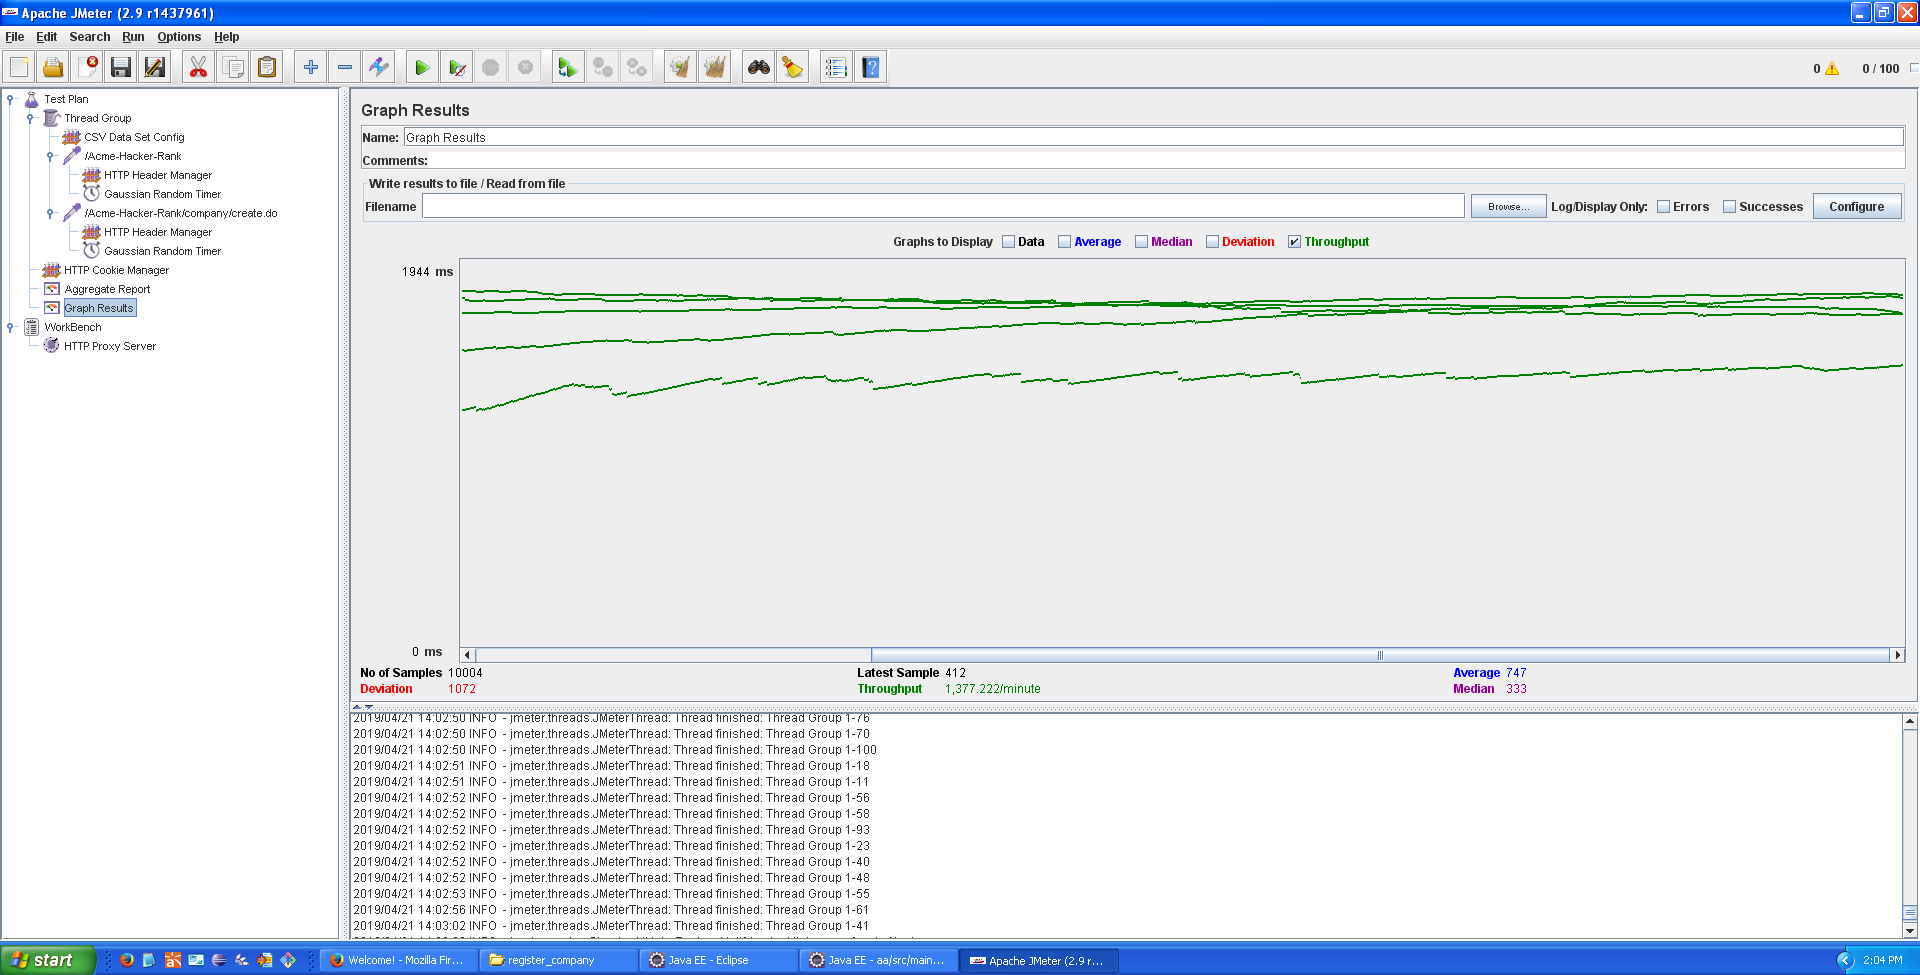 Apache JMeter (2.9 r1437961)
File Edit Search Run Options Help
0 0 / 100
Test Plan
Thread Group
CSV Data Set Config
/Acme-Hacker-Rank
HTTP Header Manager
Gaussian Random Timer
/Acme-Hacker-Rank/company/create.do
HTTP Header Manager
Gaussian Random Timer
HTTP Cookie Manager
Aggregate Report
Graph Results
WorkBench
HTTP Proxy Server
Graph Results
Name: Graph Results
Comments:
Write results to file / Read from file
Filename Browse... Log/Display Only: Errors Successes Configure
Graphs to Display Data Average Median Deviation Throughput
1944 ms
0 ms
No of Samples 10004 Latest Sample 412 Average 747
Deviation 1072 Throughput 1,377.222/minute Median 333
2019/04/21 14:02:50 INFO - jmeter.threads.JMeterThread: Thread finished: Thread Group 1-76
2019/04/21 14:02:50 INFO - jmeter.threads.JMeterThread: Thread finished: Thread Group 1-70
2019/04/21 14:02:50 INFO - jmeter.threads.JMeterThread: Thread finished: Thread Group 1-100
2019/04/21 14:02:51 INFO - jmeter.threads.JMeterThread: Thread finished: Thread Group 1-18
2019/04/21 14:02:51 INFO - jmeter.threads.JMeterThread: Thread finished: Thread Group 1-11
2019/04/21 14:02:52 INFO - jmeter.threads.JMeterThread: Thread finished: Thread Group 1-56
2019/04/21 14:02:52 INFO - jmeter.threads.JMeterThread: Thread finished: Thread Group 1-58
2019/04/21 14:02:52 INFO - jmeter.threads.JMeterThread: Thread finished: Thread Group 1-93
2019/04/21 14:02:52 INFO - jmeter.threads.JMeterThread: Thread finished: Thread Group 1-23
2019/04/21 14:02:52 INFO - jmeter.threads.JMeterThread: Thread finished: Thread Group 1-40
2019/04/21 14:02:52 INFO - jmeter.threads.JMeterThread: Thread finished: Thread Group 1-48
2019/04/21 14:02:53 INFO - jmeter.threads.JMeterThread: Thread finished: Thread Group 1-55
2019/04/21 14:02:56 INFO - jmeter.threads.JMeterThread: Thread finished: Thread Group 1-61
2019/04/21 14:03:02 INFO - jmeter.threads.JMeterThread: Thread finished: Thread Group 1-41
start Welcome! - Mozilla Fir... register_company Java EE - Eclipse Java EE - aa/src/main... Apache JMeter (2.9 r... 2:04 PM